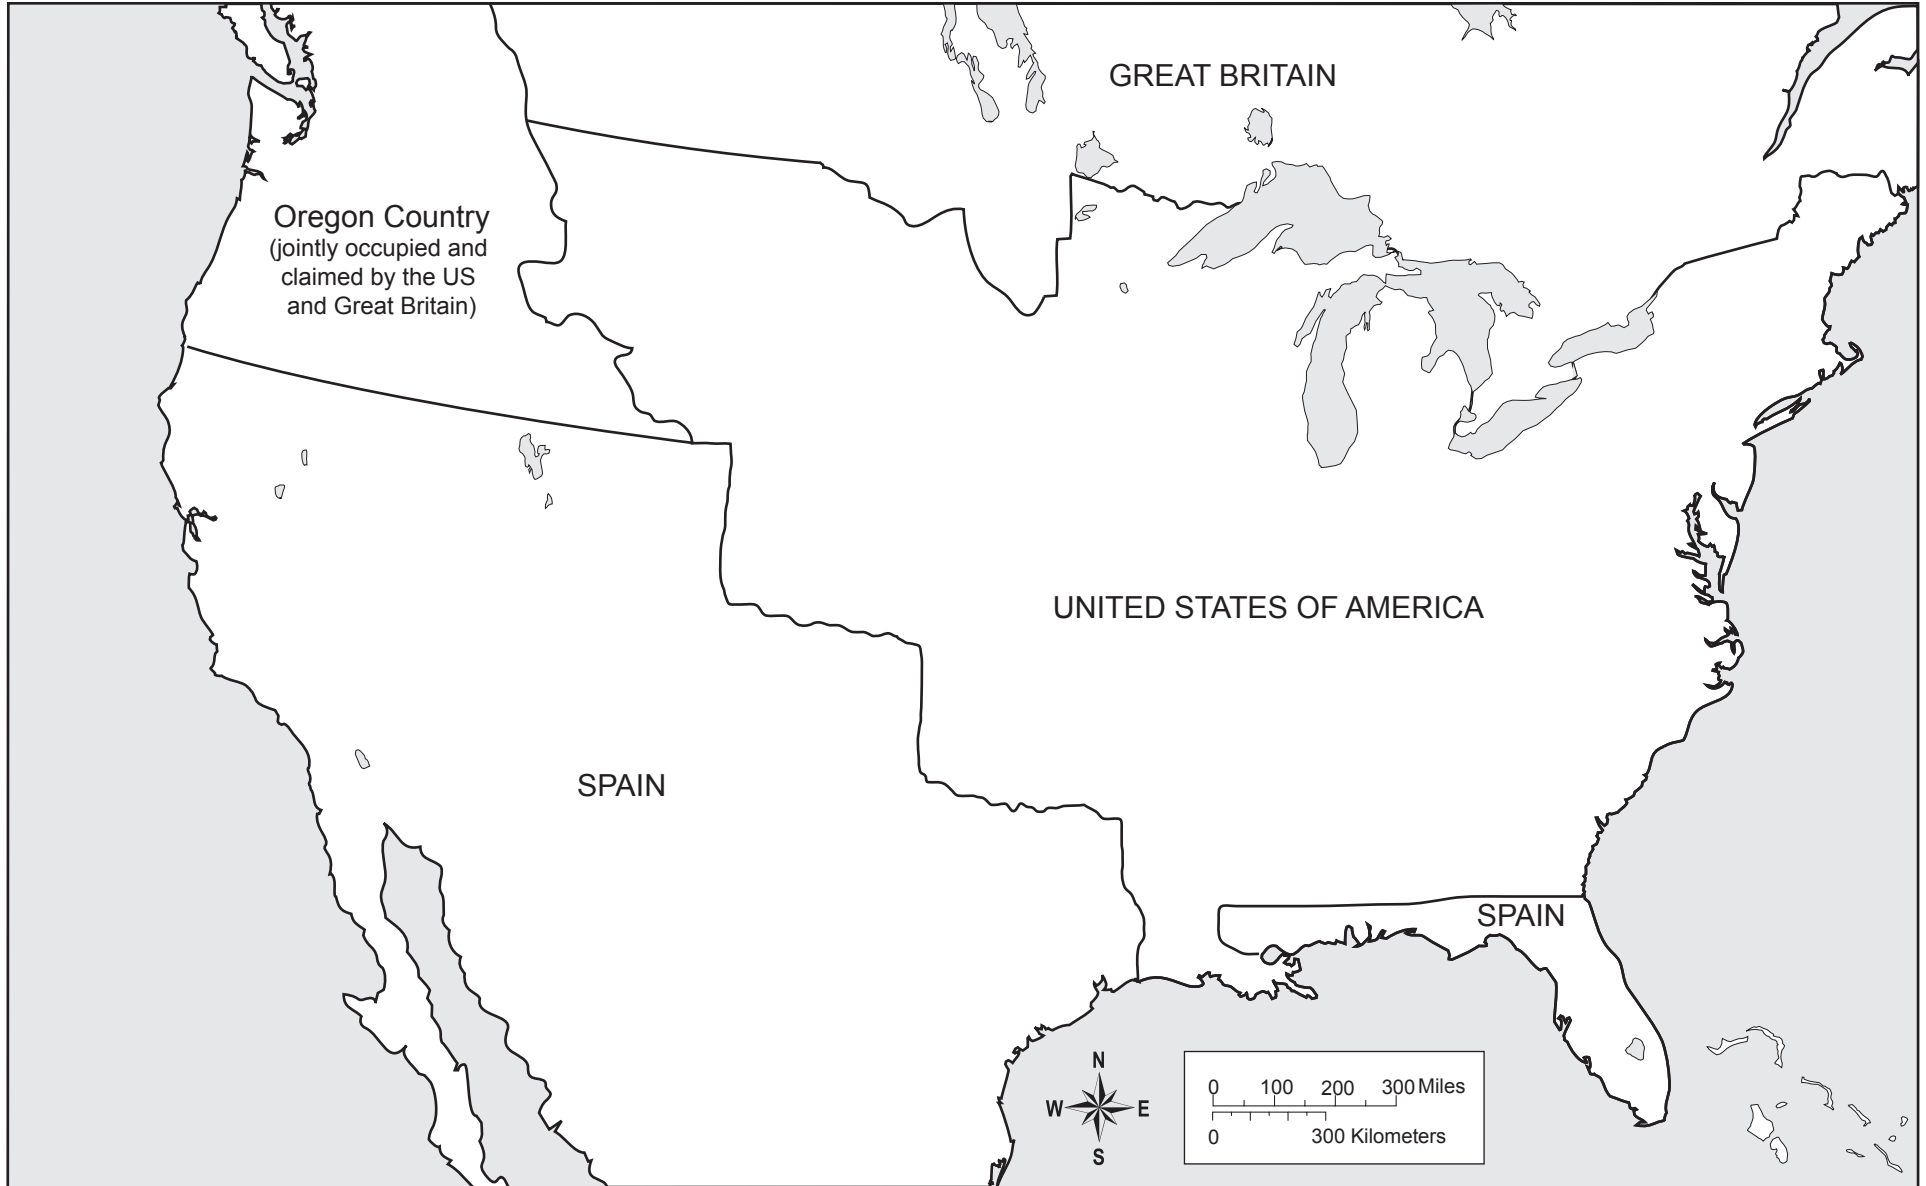 GREAT BRITAIN
Oregon Country
(jointly occupied and
claimed by the US
and Great Britain)
UNITED STATES OF AMERICA
SPAIN
SPAIN
N
W E
S
0 100 200 300 Miles
0 300 Kilometers